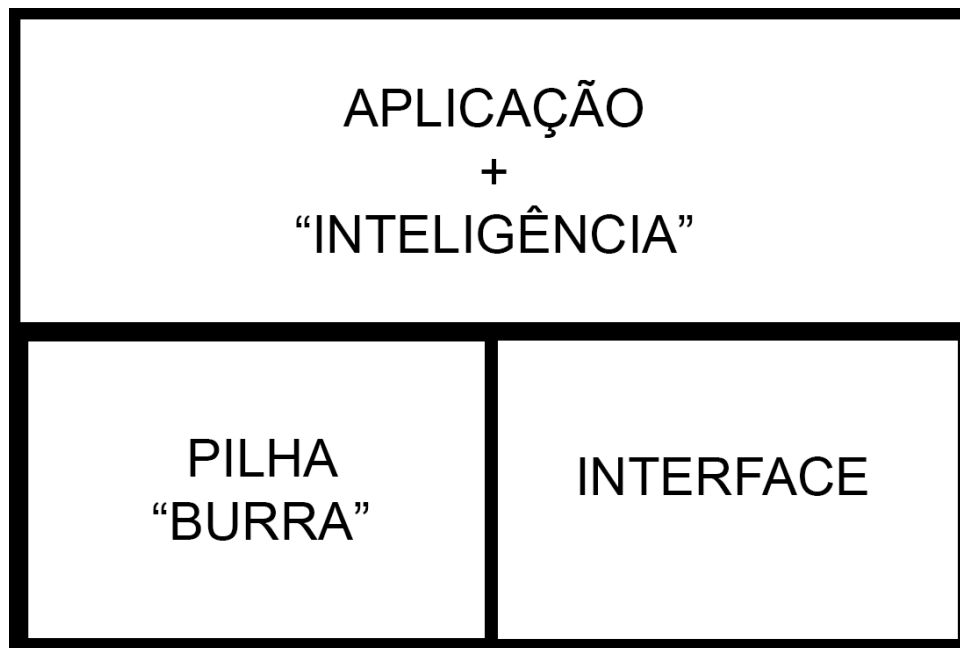 APLICAÇÃO
+
“INTELIGÊNCIA”
PILHA
“BURRA”
INTERFACE